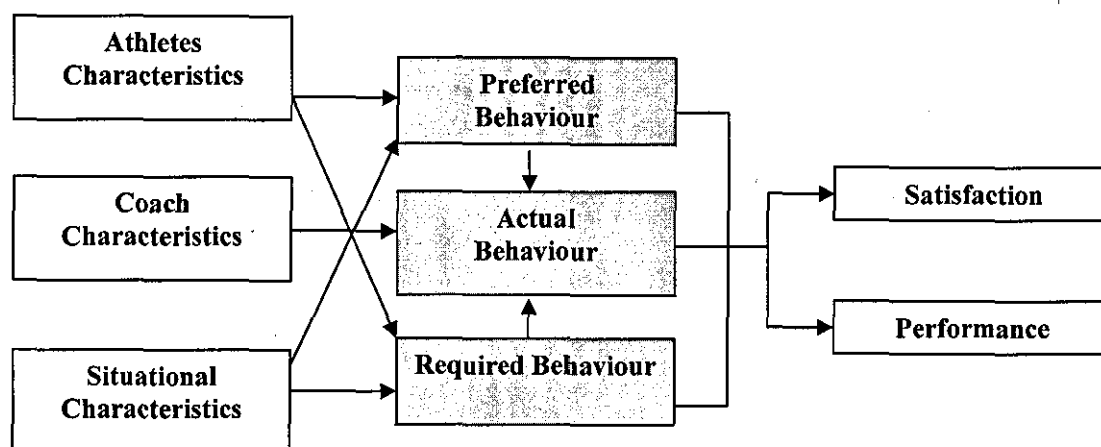 Athletes
Characteristics
Preferred
Behaviour
Coach
Characteristics
Actual
Behaviour
Satisfaction
Situational
Characteristics
Required Behaviour
Performance